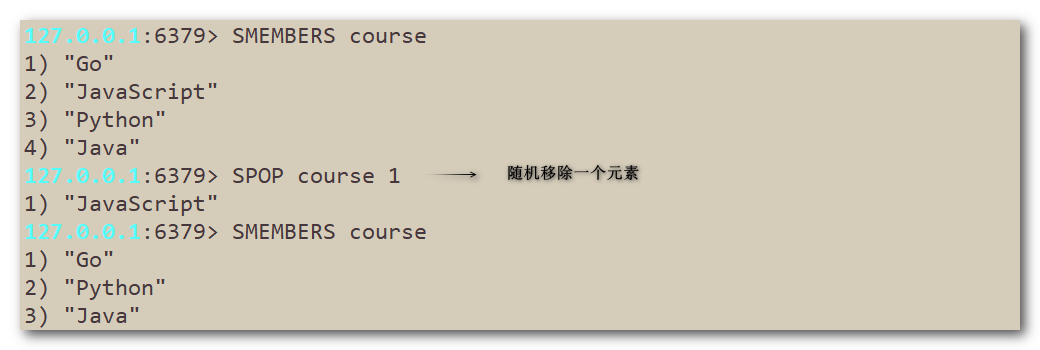 127.0.0.1:6379> SMEMBERS course
1) "Go"
2) "JavaScript"
3) "Python"
4) "Java"
127.0.0.1:6379> SPOP course 1 → 随机移除一个元素
1) "JavaScript"
127.0.0.1:6379> SMEMBERS course
1) "Go"
2) "Python"
3) "Java"